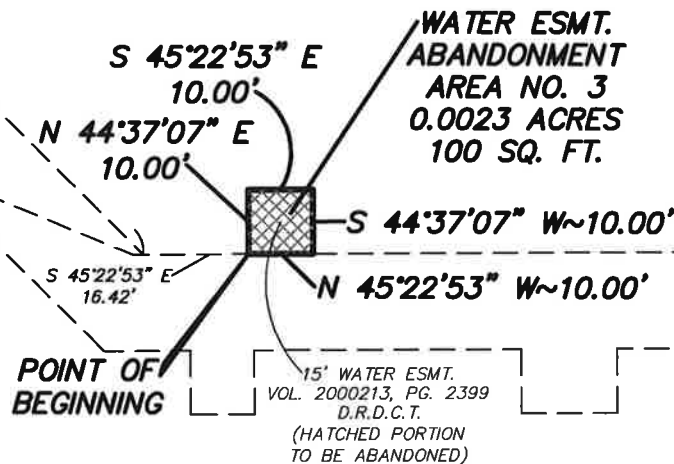 WATER ESMT.
ABANDONMENT
AREA NO. 3
0.0023 ACRES
100 SQ. FT.
S 45°22'53" E
10.00'
N 44°37'07" E
10.00'
S 44°37'07" W~10.00'
S 45°22'53" E
16.42'
N 45°22'53" W~10.00'
POINT OF
BEGINNING
15' WATER ESMT.
VOL. 2000213, PG. 2399
D.R.D.C.T.
(HATCHED PORTION
TO BE ABANDONED)